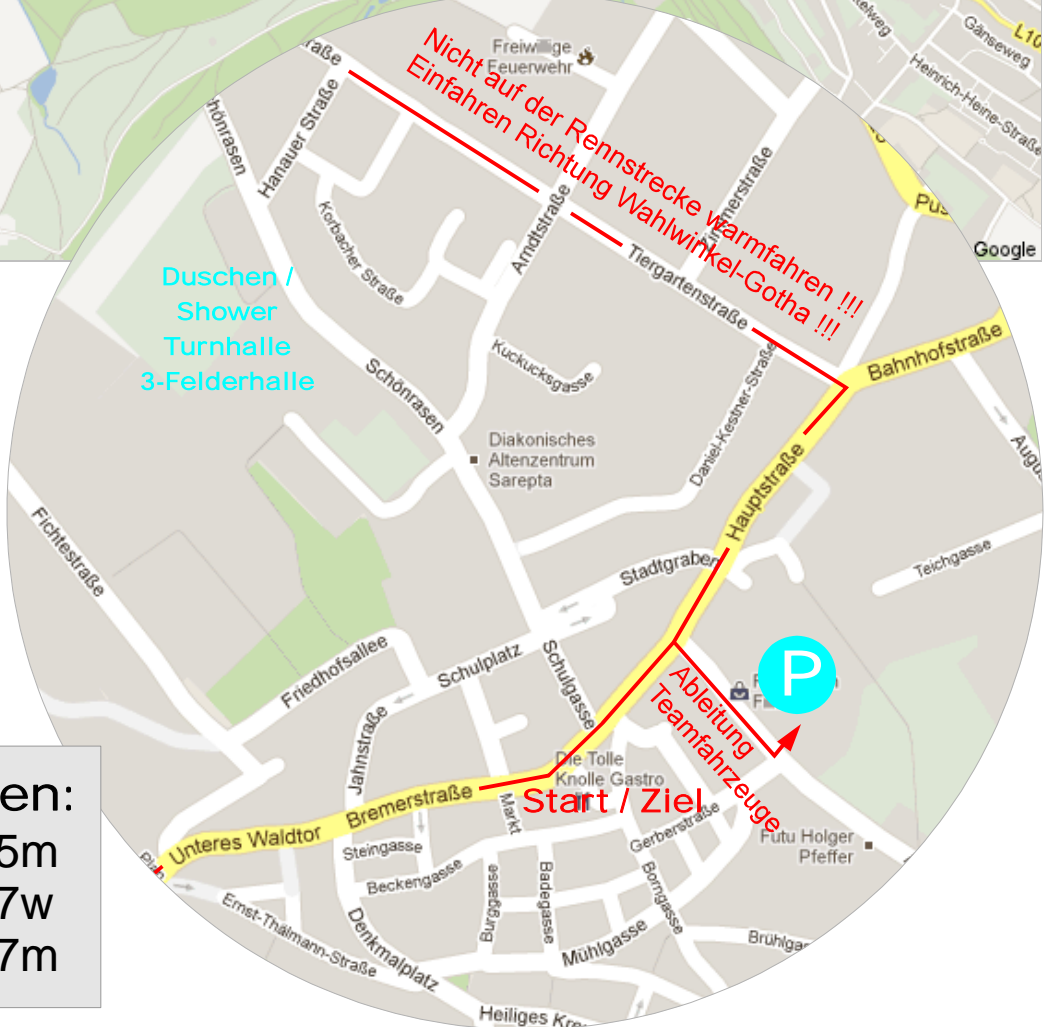 Gänseweg
Heinrich-Heine-Straße
Google
Freiwillige
Feuerwehr
Nicht auf der Rennstrecke warmfahren !!!
Einfahren Richtung Wahlwinkel-Gotha !!!
Hanauer Straße
Korbacher Straße
Arndtstraße
Zimmerstraße
Tiergartenstraße
Duschen /
Shower
Turnhalle
3-Felderhalle
Kuckucksgasse
Schönrasen
Daniel-Kestner-Straße
Bahnhofstraße
Diakonisches
Altenzentrum
Sarepta
Hauptstraße
Fichtestraße
Teichgasse
Stadtgraben
Friedhofsallee
Schulplatz
Schulgasse
P
Ableitung
Teamfahrzeuge
Jahnstraße
Die Tolle
Knolle Gastro
Start / Ziel
Unteres Waldtor
Bremerstraße
Markt
Steingasse
Beckengasse
Gerberstraße
Futu Holger
Pfeffer
Burggasse
Badegasse
Borngasse
Mühlgasse
Ernst-Thälmann-Straße
Denkmalplatz
Heiliges
en:
5m
7w
7m